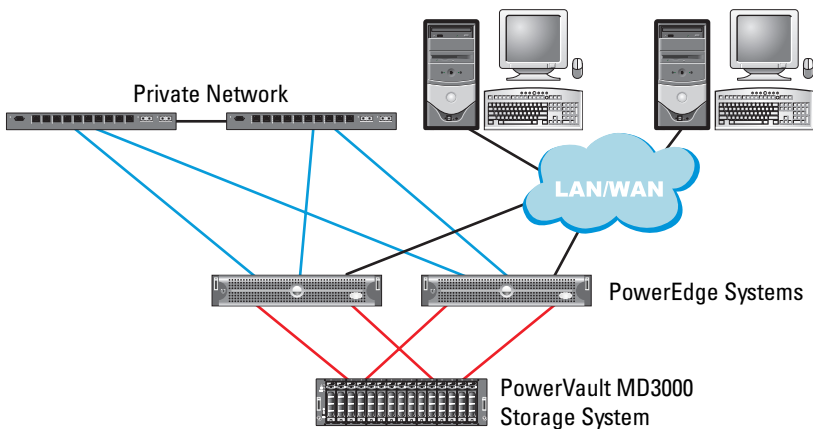 Private Network
LAN/WAN
PowerEdge Systems
PowerVault MD3000
Storage System